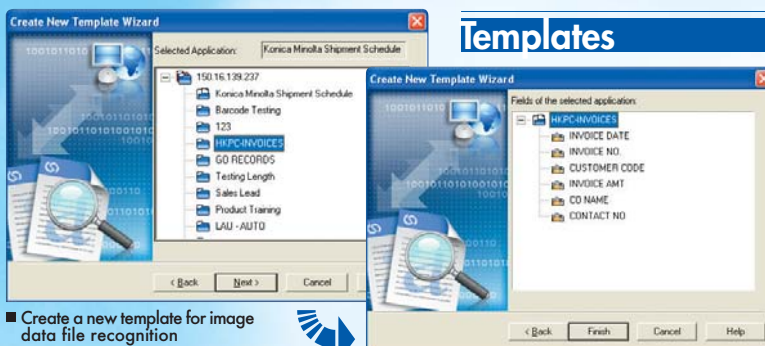 Templates
Create New Template Wizard
Selected Application: Konica Minolta Shipment Schedule
150.16.139.237
Konica Minolta Shipment Schedule
Barcode Testing
123
HKPC-INVOICES
GO RECORDS
Testing Length
Sales Lead
Product Training
LAU - AUTO
< Back
Next >
Cancel
Create New Template Wizard
Fields of the selected application:
HKPC-INVOICES
INVOICE DATE
INVOICE NO.
CUSTOMER CODE
INVOICE AMT
CO NAME
CONTACT NO
< Back
Finish
Cancel
Help
■ Create a new template for image
data file recognition